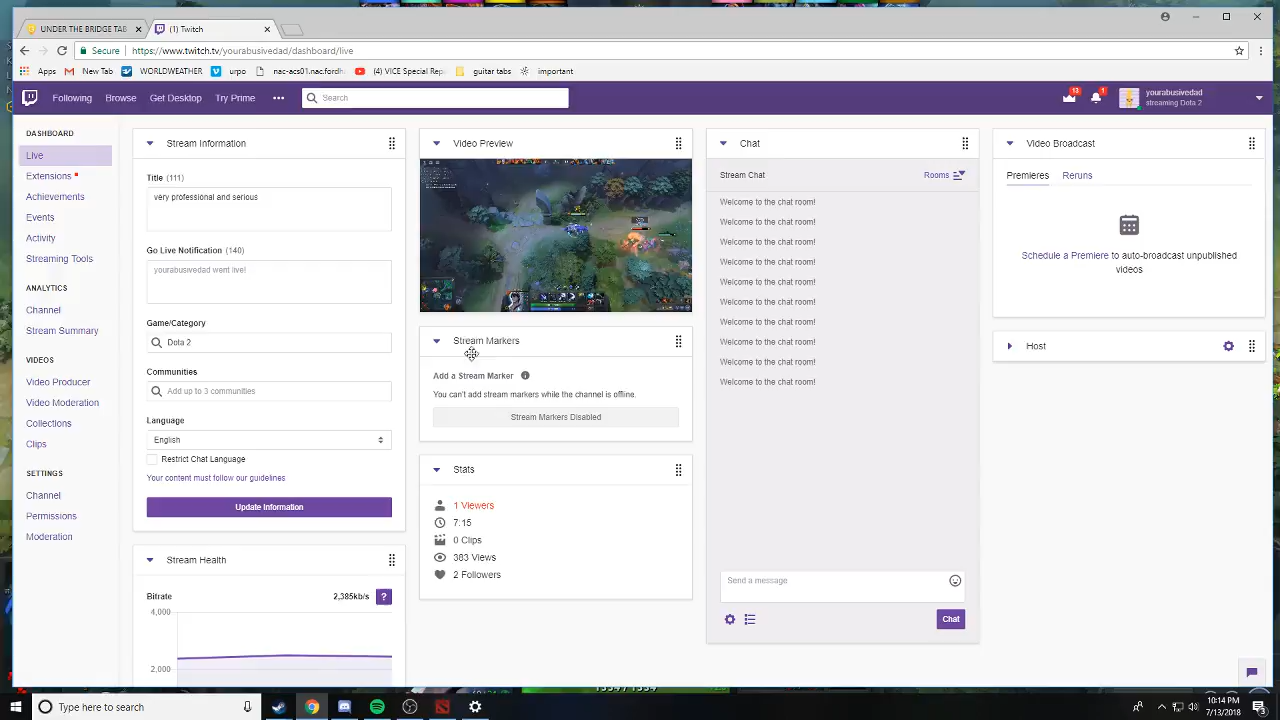 UNDER THE BRIDGE TAB
(1) Twitch
Secure
https://www.twitch.tv/yourabusivedad/dashboard/live
Apps
New Tab
WORLDWEATHER
urpo
nac-acs01.nac.fordh
(4) VICE Special Rep
guitar tabs
important
Following
Browse
Get Desktop
Try Prime
Search
13
1
yourabusivedad
streaming Dota 2
DASHBOARD
Live
Extensions
Achievements
Events
Activity
Streaming Tools
ANALYTICS
Channel
Stream Summary
VIDEOS
Video Producer
Video Moderation
Collections
Clips
SETTINGS
Channel
Permissions
Moderation
Stream Information
Title (111)
very professional and serious
Go Live Notification (140)
yourabusivedad went live!
Game/Category
Dota 2
Communities
Add up to 3 communities
Language
English
Restrict Chat Language
Your content must follow our guidelines
Update Information
Stream Health
Bitrate
2,385kb/s
?
4,000
2,000
Video Preview
Stream Markers
Add a Stream Marker
You can't add stream markers while the channel is offline.
Stream Markers Disabled
Stats
1 Viewers
7:15
0 Clips
383 Views
2 Followers
Chat
Stream Chat
Rooms
Welcome to the chat room!
Welcome to the chat room!
Welcome to the chat room!
Welcome to the chat room!
Welcome to the chat room!
Welcome to the chat room!
Welcome to the chat room!
Welcome to the chat room!
Welcome to the chat room!
Welcome to the chat room!
Send a message
Chat
Video Broadcast
Premieres
Reruns
Schedule a Premiere to auto-broadcast unpublished
videos
Host
Type here to search
10:14 PM
7/13/2018